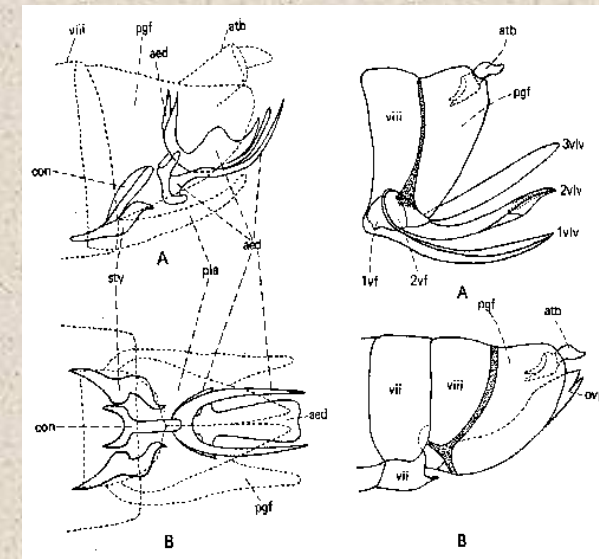 viii pgf aed atb
con
aed
A
sty pla
con
aed
pgf
B
atb
pgf
viii
3vlv
2vlv
1vlv
1vf 2vf
A
pgf
atb
vii viii
vii
B